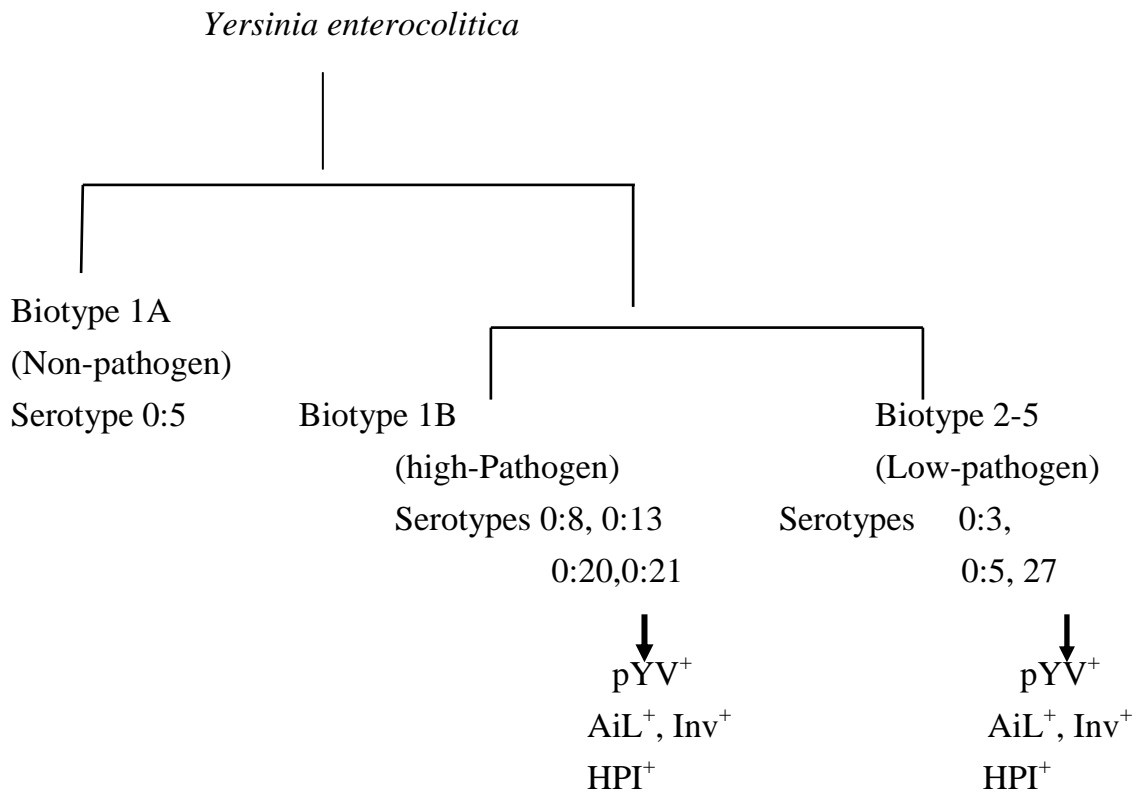 Yersinia enterocolitica
Biotype 1A
(Non-pathogen)
Serotype 0:5
Biotype 1B
(high-Pathogen)
Serotypes 0:8, 0:13
0:20,0:21
pYV⁺
AiL⁺, Inv⁺
HPI⁺
Biotype 2-5
(Low-pathogen)
Serotypes 0:3,
0:5, 27
pYV⁺
AiL⁺, Inv⁺
HPI⁺